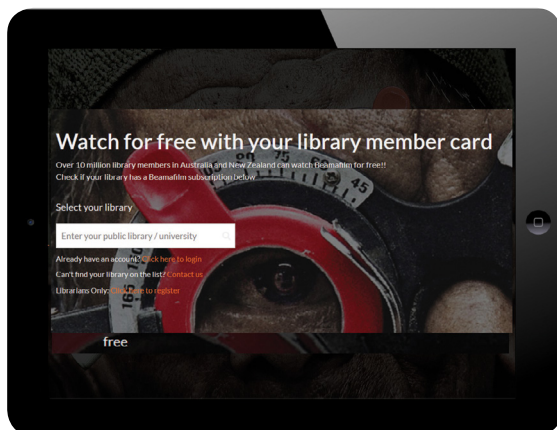 Watch for free with your library member card
Over 10 million library members in Australia and New Zealand can watch Beamafilm for free!!
Check if your library has a Beamafilm subscription below
Select your library
Enter your public library / university
Already have an account? Click here to login
Can't find your library on the list? Contact us
Librarians Only: Click here to register
free
75
60
45